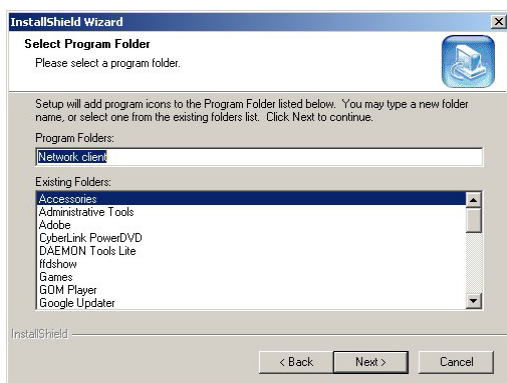 InstallShield Wizard
Select Program Folder
Please select a program folder.
Setup will add program icons to the Program Folder listed below. You may type a new folder
name, or select one from the existing folders list. Click Next to continue.
Program Folders:
Network client
Existing Folders:
Accessories
Administrative Tools
Adobe
CyberLink PowerDVD
DAEMON Tools Lite
ffdshow
Games
GOM Player
Google Updater
InstallShield
< Back
Next >
Cancel